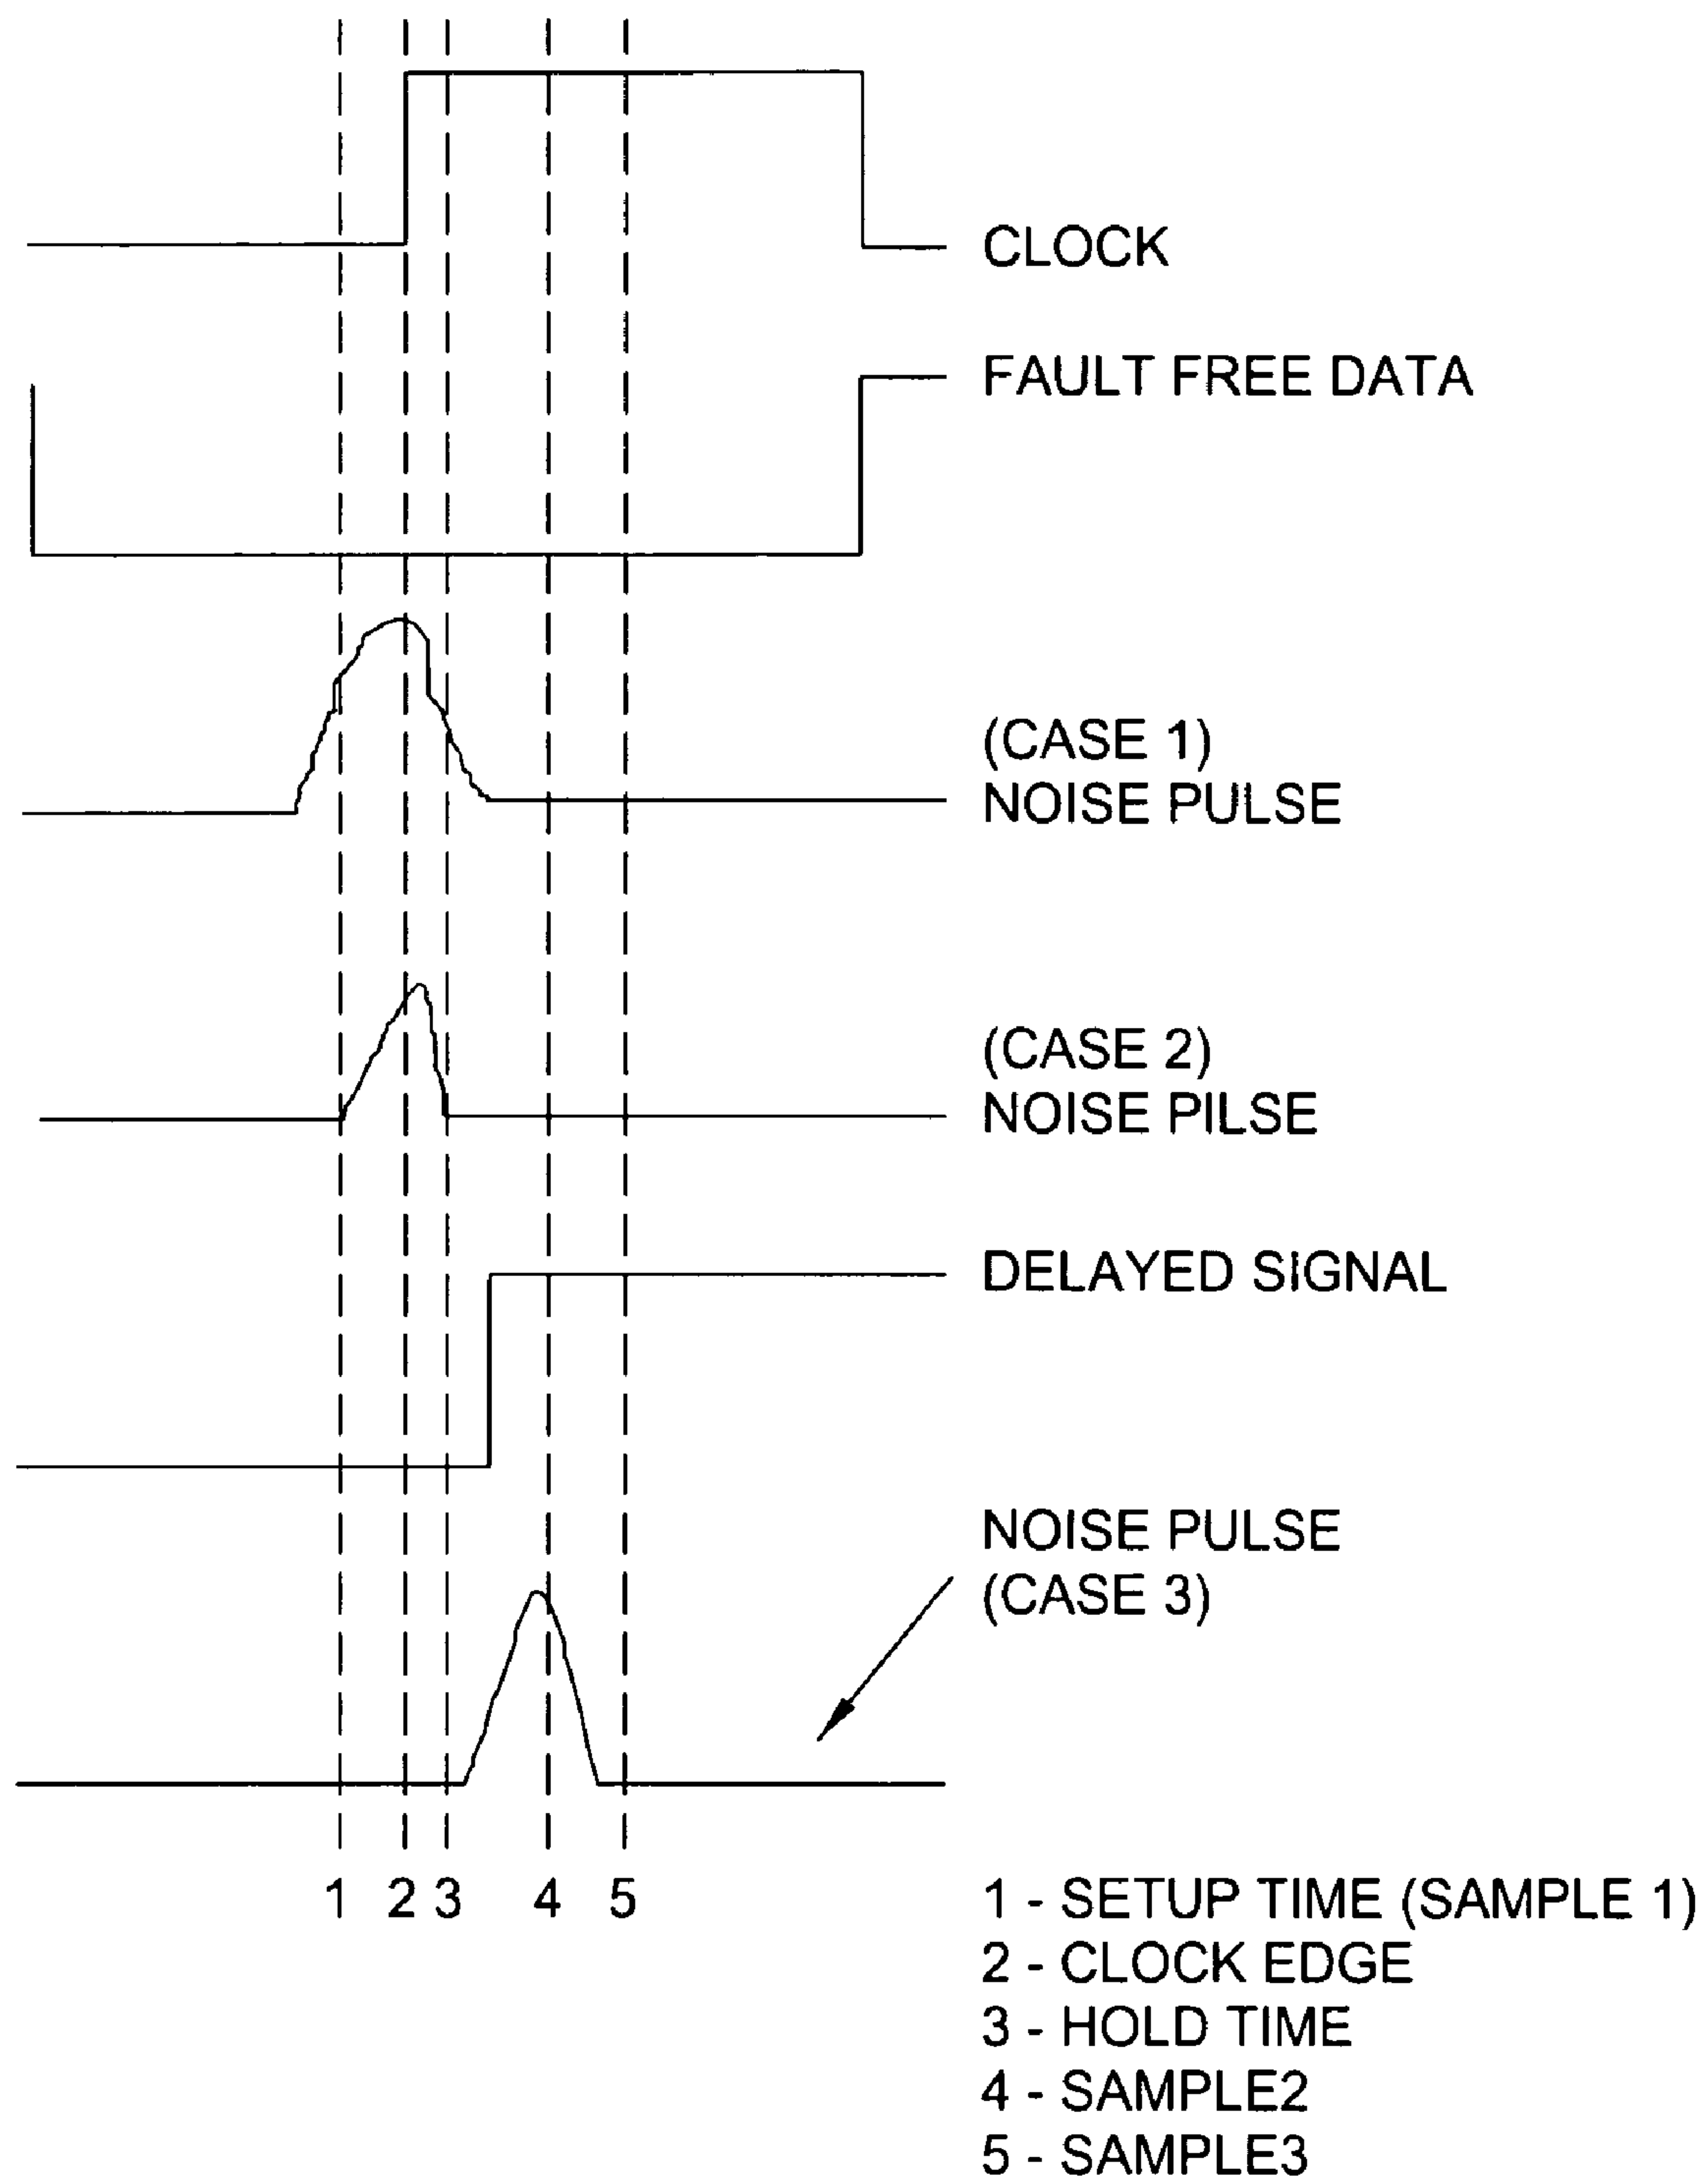 CLOCK
FAULT FREE DATA
(CASE 1)
NOISE PULSE
(CASE 2)
NOISE PILSE
DELAYED SIGNAL
NOISE PULSE
(CASE 3)
1 2 3 4 5
1 - SETUP TIME (SAMPLE 1)
2 - CLOCK EDGE
3 - HOLD TIME
4 - SAMPLE2
5 - SAMPLE3